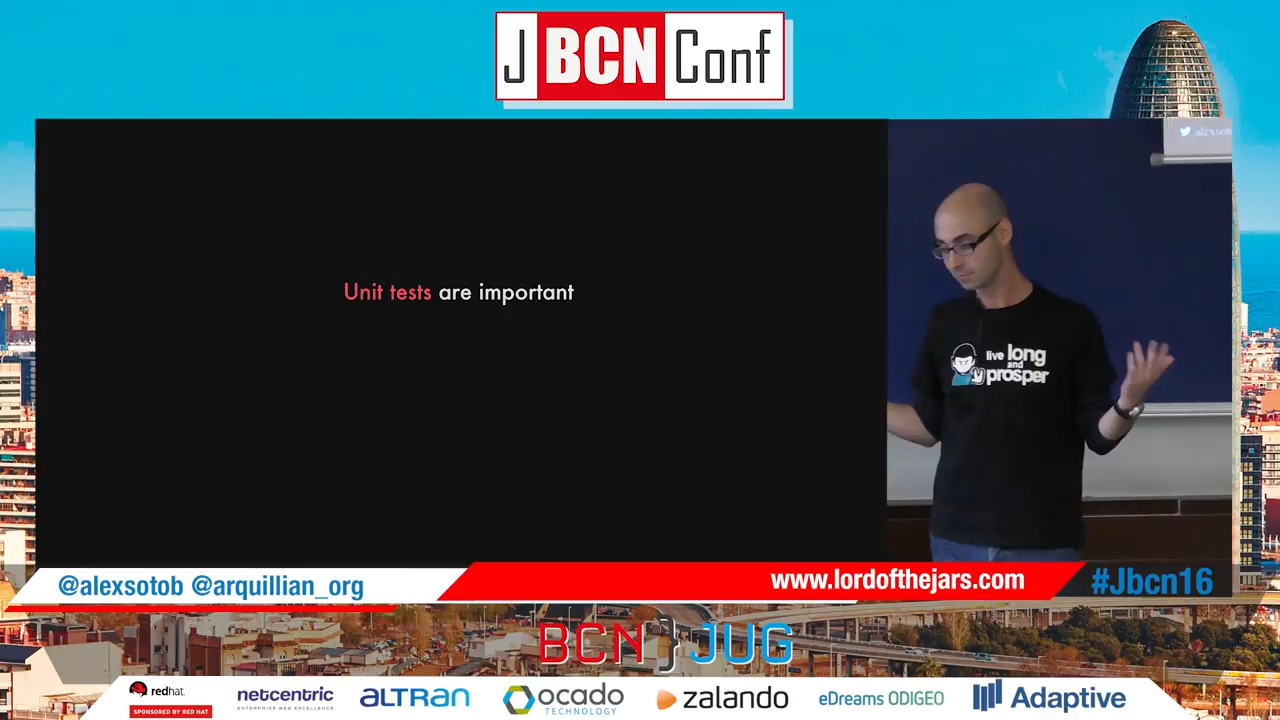 J BCN Conf
Unit tests are important
live long
and
prosper
@alexsotob @arquillian_org
www.lordofthejars.com
#Jbcn16
BCN JUG
redhat.
SPONSORED BY RED HAT
netcentric
ENTERPRISE WEB EXCELLENCE
ALTRAN
ocado
TECHNOLOGY
zalando
eDreams ODIGEO
Adaptive